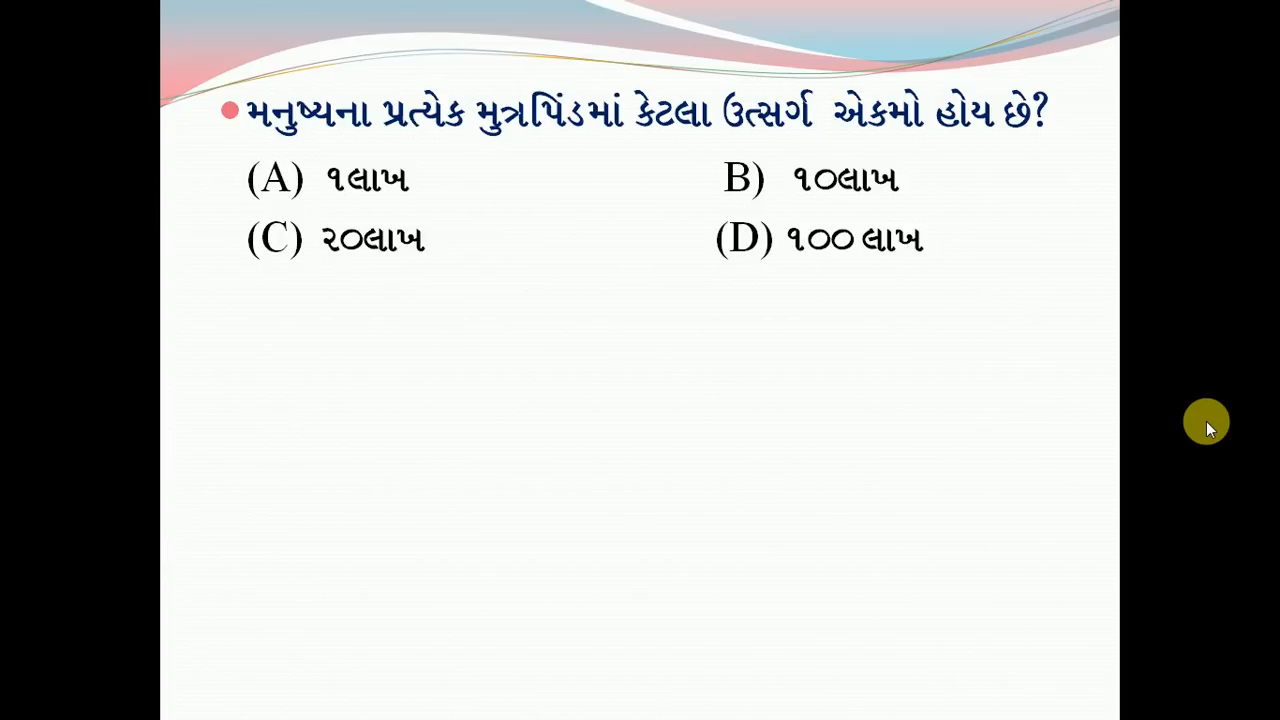 મનુષ્યના પ્રત્યેક મુત્રપિંડમાં કેટલા ઉત્સર્ગ એકમો હોય છે?
(A) ૧લાખ B) ૧૦લાખ
(C) ૨૦લાખ (D) ૧૦૦ લાખ